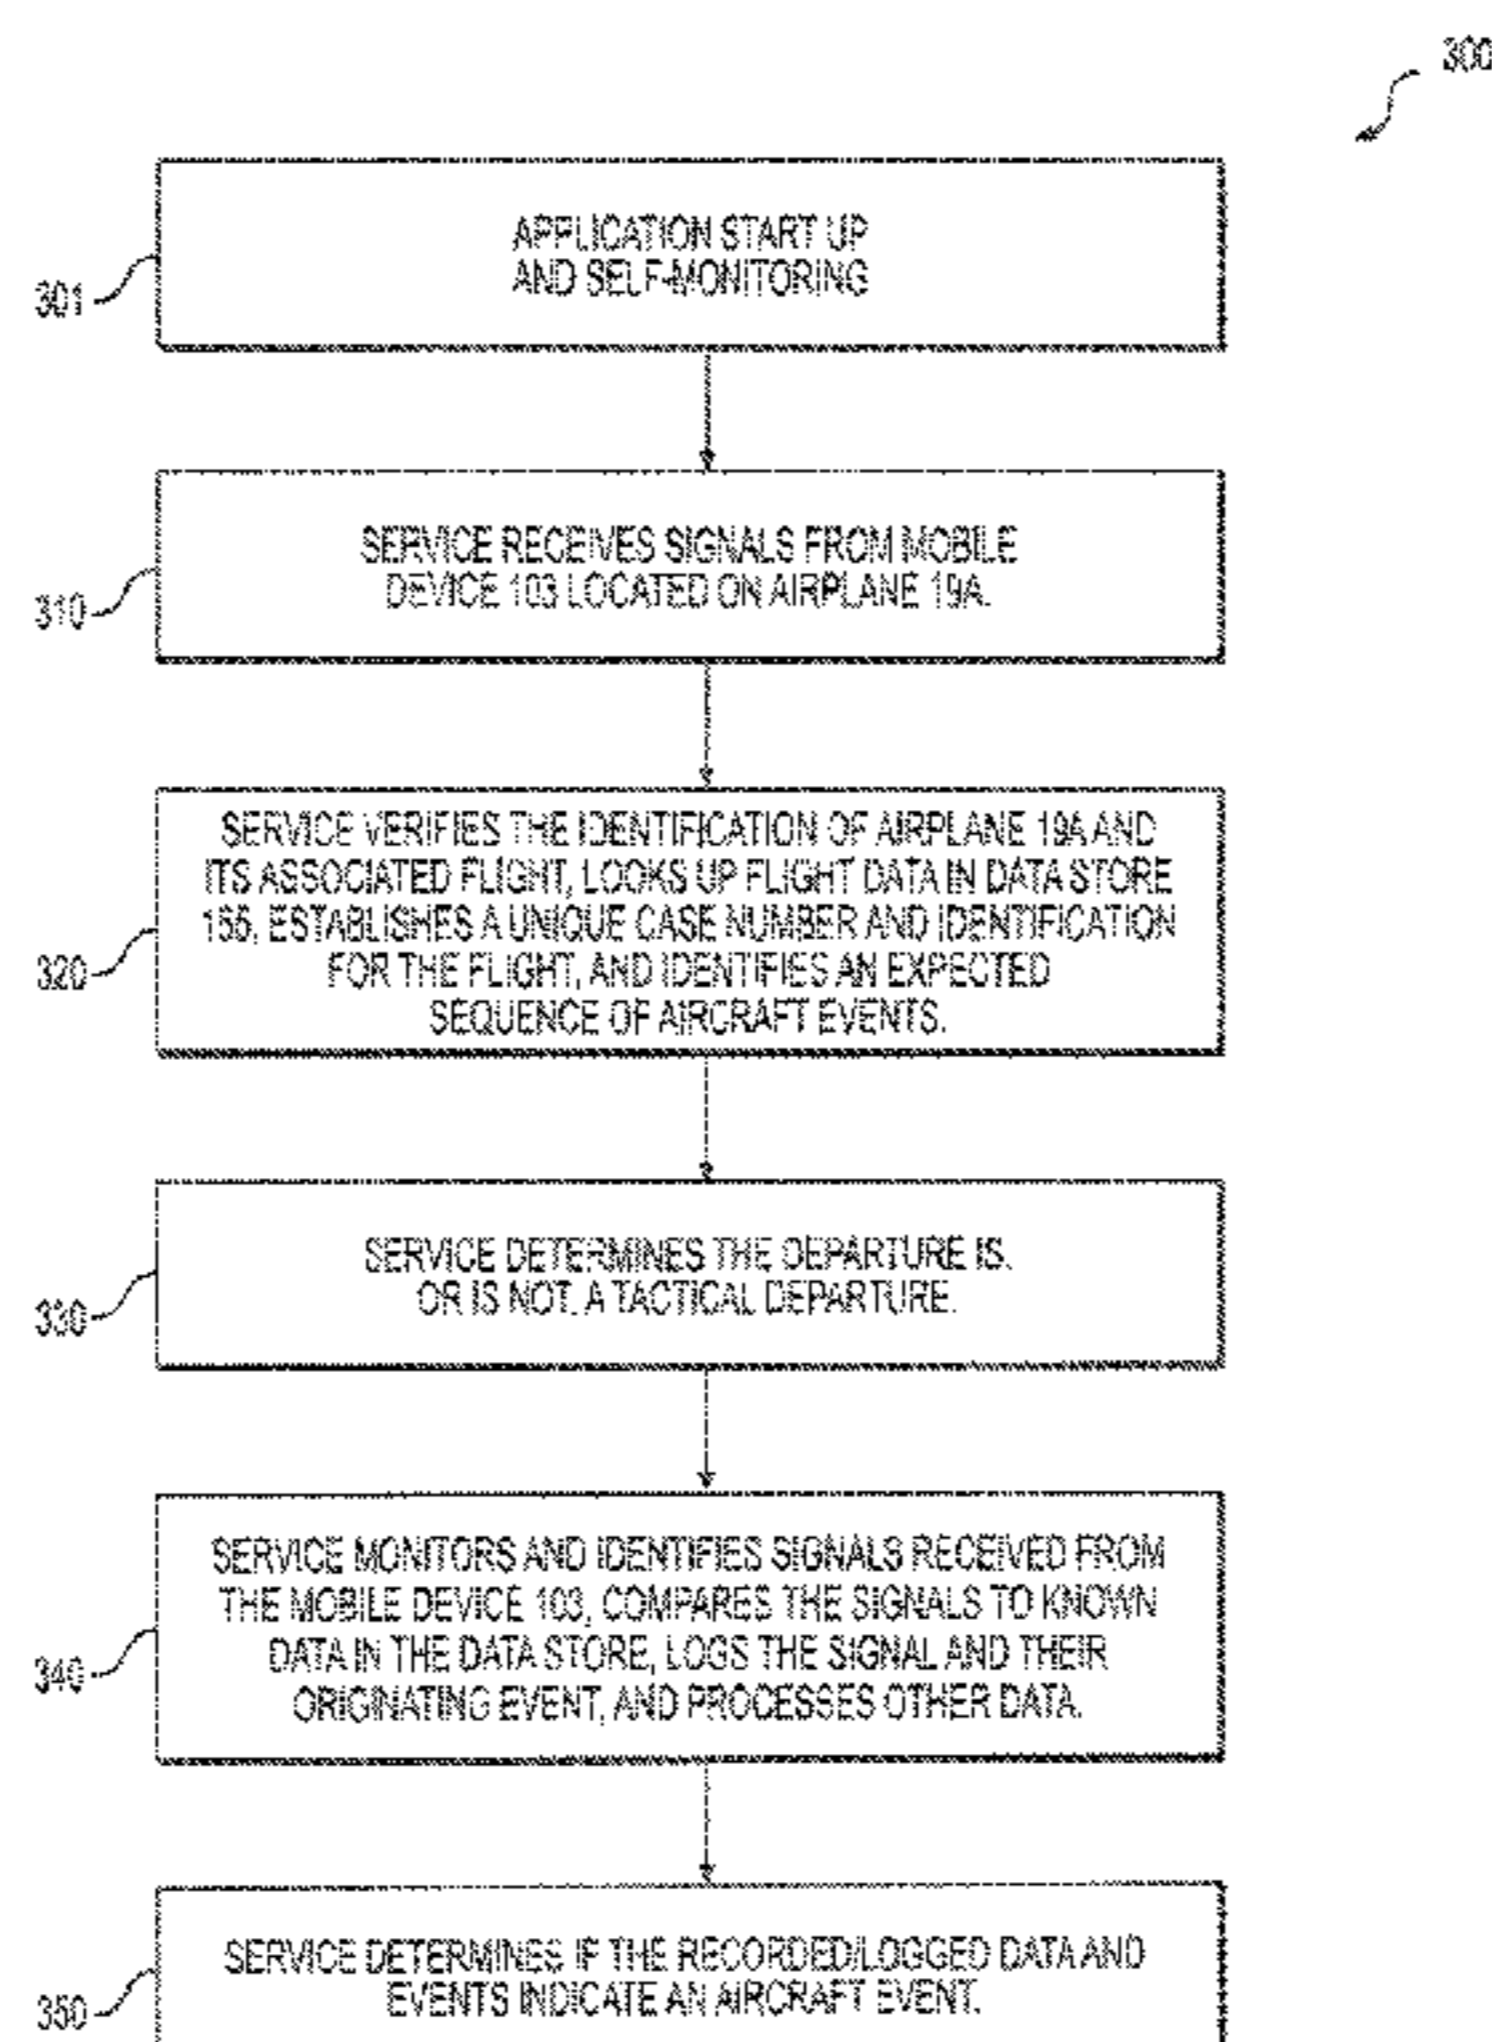 300
APPLICATION START UP
AND SELF-MONITORING
301
SERVICE RECEIVES SIGNALS FROM MOBILE
DEVICE 103 LOCATED ON AIRPLANE 19A.
310
SERVICE VERIFIES THE IDENTIFICATION OF AIRPLANE 19A AND
ITS ASSOCIATED FLIGHT, LOOKS UP FLIGHT DATA IN DATA STORE
155, ESTABLISHES A UNIQUE CASE NUMBER AND IDENTIFICATION
FOR THE FLIGHT, AND IDENTIFIES AN EXPECTED
SEQUENCE OF AIRCRAFT EVENTS.
320
SERVICE DETERMINES THE DEPARTURE IS,
OR IS NOT, A TACTICAL DEPARTURE.
330
SERVICE MONITORS AND IDENTIFIES SIGNALS RECEIVED FROM
THE MOBILE DEVICE 103, COMPARES THE SIGNALS TO KNOWN
DATA IN THE DATA STORE, LOGS THE SIGNAL AND THEIR
ORIGINATING EVENT, AND PROCESSES OTHER DATA.
340
SERVICE DETERMINES IF THE RECORDED/LOGGED DATA AND
EVENTS INDICATE AN AIRCRAFT EVENT.
350